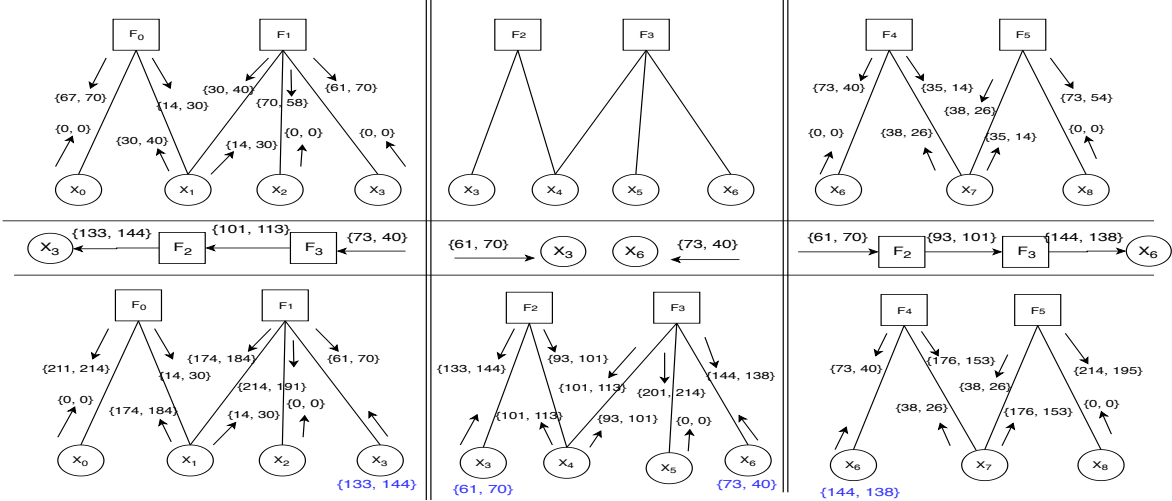 F0 F1 F2 F3 F4 F5
{67, 70} {30, 40} {61, 70} {73, 40} {35, 14} {73, 54}
{14, 30} {70, 58} {38, 26}
{0, 0} {30, 40} {14, 30} {0, 0} {0, 0} {0, 0} {38, 26} {35, 14} {0, 0}
X0 X1 X2 X3 X3 X4 X5 X6 X6 X7 X8
X3 {133, 144} F2 {101, 113} F3 {73, 40} {61, 70} X3 X6 {73, 40} {61, 70} F2 {93, 101} F3 {144, 138} X6
F0 F1 F2 F3 F4 F5
{211, 214} {174, 184} {61, 70} {133, 144} {93, 101} {144, 138} {73, 40} {176, 153} {214, 195}
{14, 30} {214, 191} {101, 113} {201, 214} {38, 26}
{0, 0} {174, 184} {14, 30} {0, 0} {101, 113} {93, 101} {0, 0} {38, 26} {176, 153} {0, 0}
X0 X1 X2 X3 X3 X4 X5 X6 X6 X7 X8
{133, 144} {61, 70} {73, 40} {144, 138}